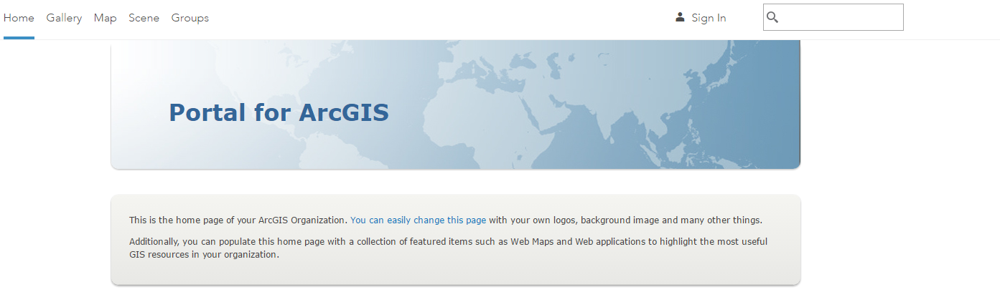 Home Gallery Map Scene Groups Sign In
Portal for ArcGIS
This is the home page of your ArcGIS Organization. You can easily change this page with your own logos, background image and many other things.
Additionally, you can populate this home page with a collection of featured items such as Web Maps and Web applications to highlight the most useful
GIS resources in your organization.